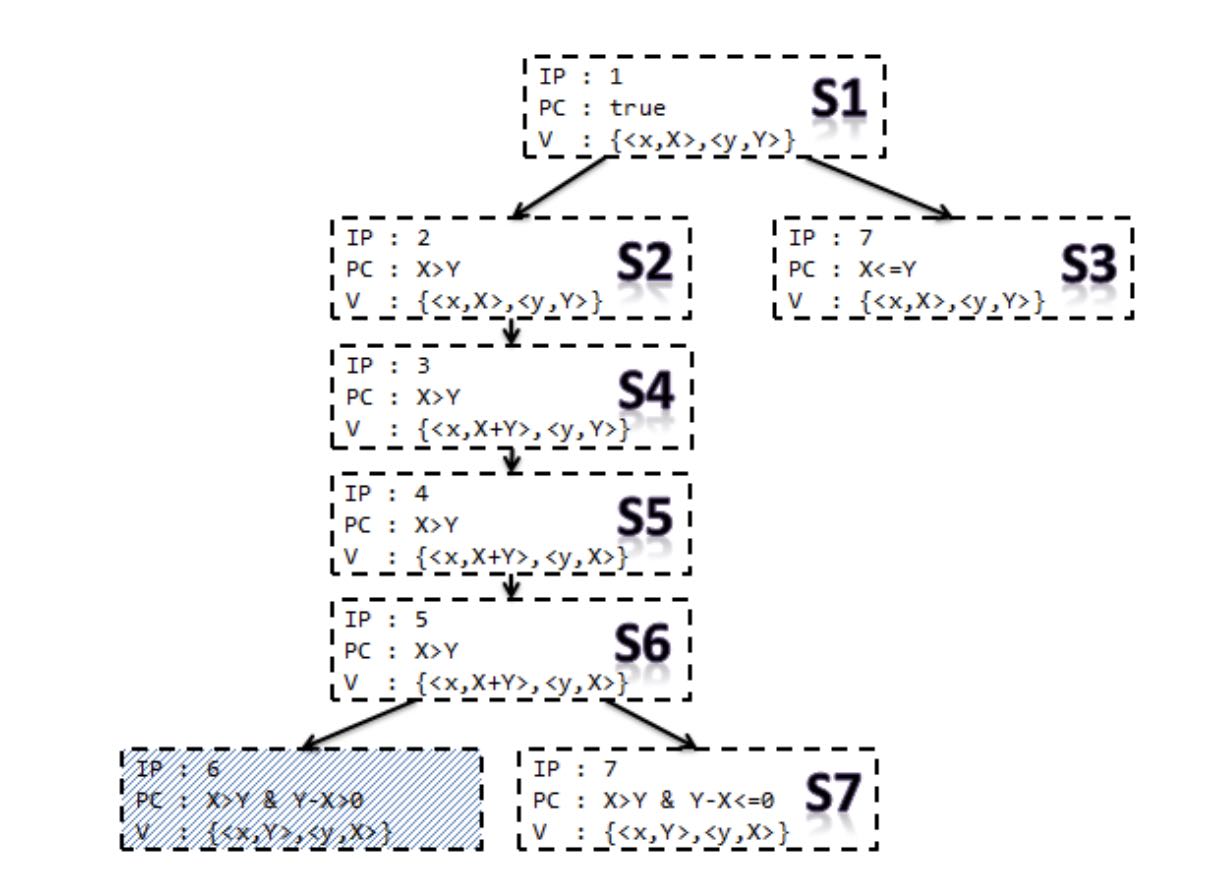 IP : 1
PC : true
V : {<x,X>,<y,Y>}
S1
IP : 2
PC : X>Y
V : {<x,X>,<y,Y>}
S2
IP : 7
PC : X<=Y
V : {<x,X>,<y,Y>}
S3
IP : 3
PC : X>Y
V : {<x,X+Y>,<y,Y>}
S4
IP : 4
PC : X>Y
V : {<x,X+Y>,<y,X>}
S5
IP : 5
PC : X>Y
V : {<x,X+Y>,<y,X>}
S6
IP : 6
PC : X>Y & Y-X>0
V : {<x,Y>,<y,X>}
IP : 7
PC : X>Y & Y-X<=0
V : {<x,Y>,<y,X>}
S7